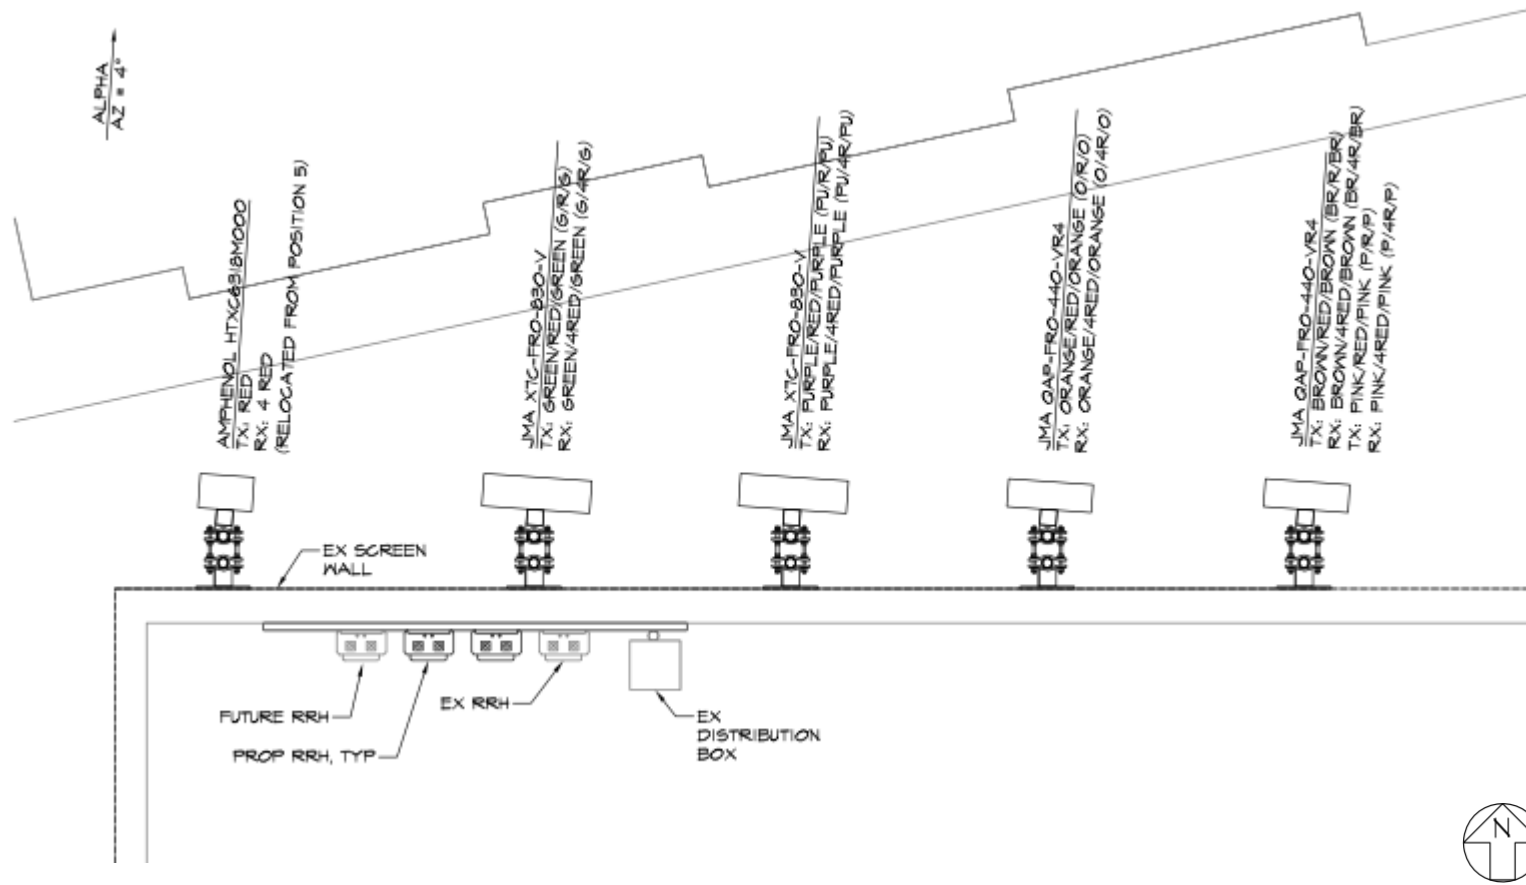 ALPHA
AZ = 4°
AMPHENOL HTXC6318M000
TX: RED
RX: 4 RED
(RELOCATED FROM POSITION 5)
JMA X7C-FRO-830-V
TX: GREEN/RED/GREEN (G/R/G)
RX: GREEN/4RED/GREEN (G/4R/G)
JMA X7C-FRO-830-V
TX: PURPLE/RED/PURPLE (PU/R/PU)
RX: PURPLE/4RED/PURPLE (PU/4R/PU)
JMA QAP-FRO-440-VR4
TX: ORANGE/RED/ORANGE (O/R/O)
RX: ORANGE/4RED/ORANGE (O/4R/O)
JMA QAP-FRO-440-VR4
TX: BROWN/RED/BROWN (BR/R/BR)
RX: BROWN/4RED/BROWN (BR/4R/BR)
TX: PINK/RED/PINK (P/R/P)
RX: PINK/4RED/PINK (P/4R/P)
EX SCREEN
WALL
FUTURE RRH
PROP RRH, TYP
EX RRH
EX
DISTRIBUTION
BOX
N